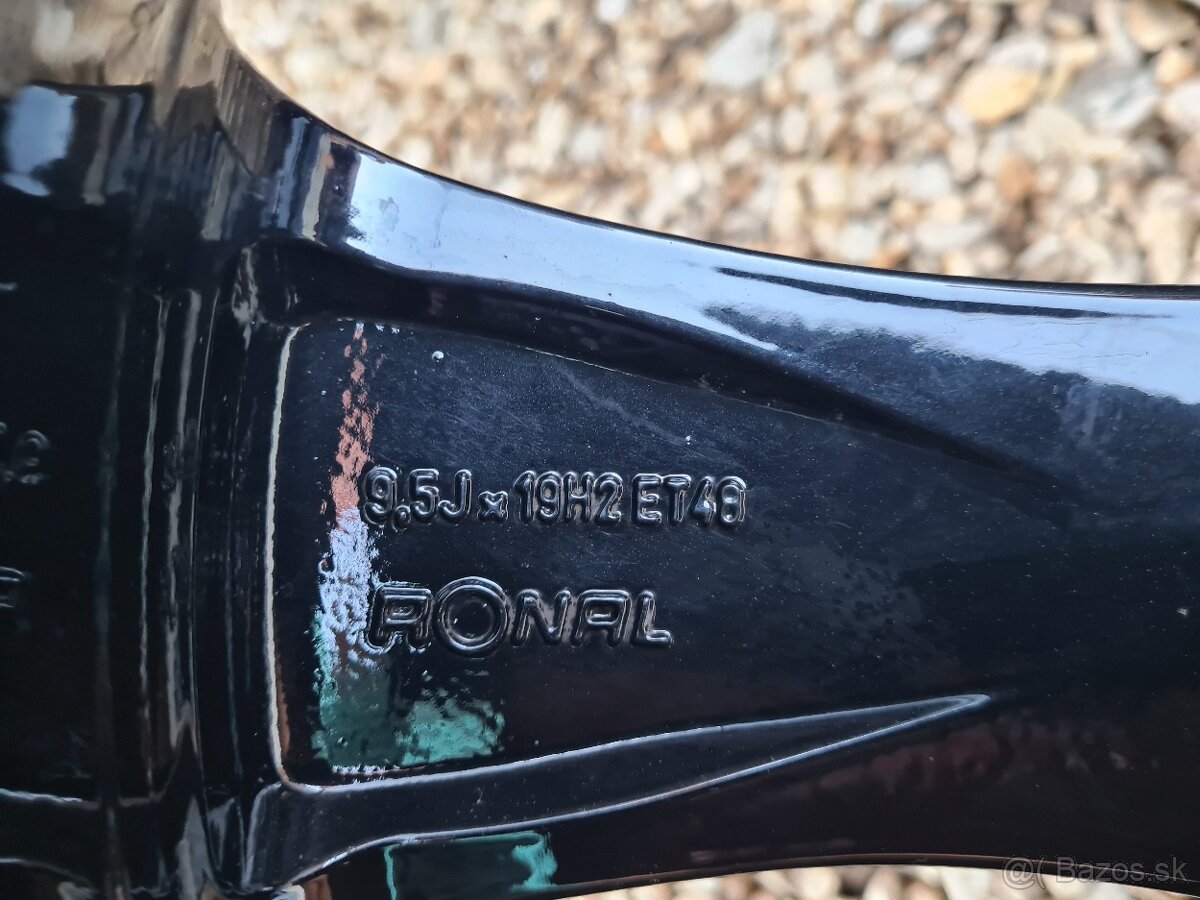 9,5J x 19H2 ET48
RONAL
@( Bazos.sk